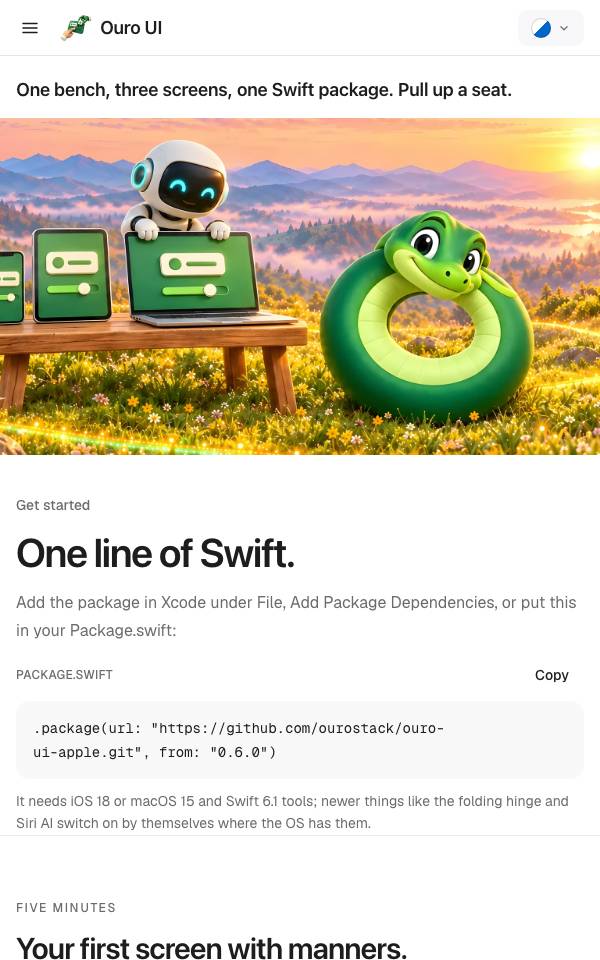 Ouro UI
One bench, three screens, one Swift package. Pull up a seat.
Get started
One line of Swift.
Add the package in Xcode under File, Add Package Dependencies, or put this
in your Package.swift:
PACKAGE.SWIFT
Copy
.package(url: "https://github.com/ourostack/ouro-
ui-apple.git", from: "0.6.0")
It needs iOS 18 or macOS 15 and Swift 6.1 tools; newer things like the folding hinge and
Siri AI switch on by themselves where the OS has them.
FIVE MINUTES
Your first screen with manners.